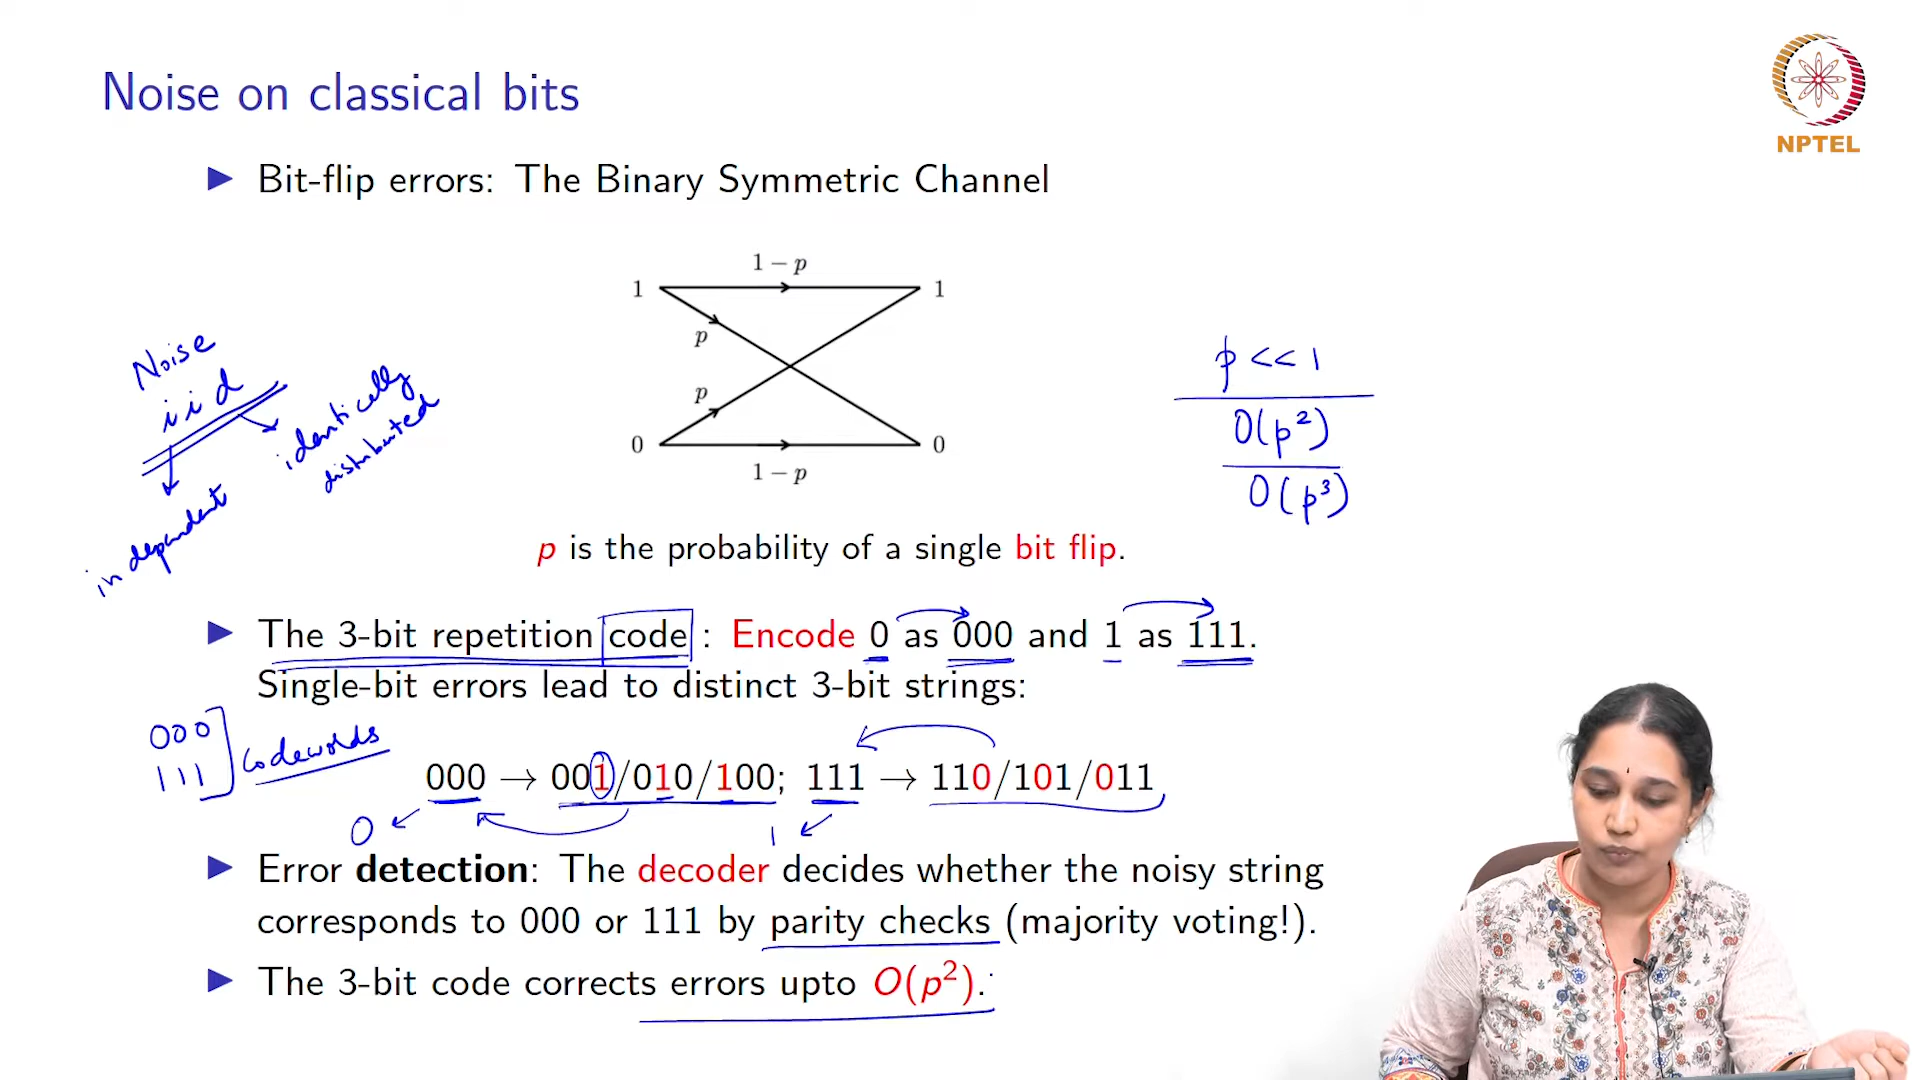 Noise on classical bits
NPTEL
▶ Bit-flip errors: The Binary Symmetric Channel
1 − p
1
1
p
p
0
0
1 − p
Noise
i i d
identically
distributed
independent
p << 1
O(p²)
O(p³)
p is the probability of a single bit flip.
▶ The 3-bit repetition code : Encode 0 as 000 and 1 as 111.
Single-bit errors lead to distinct 3-bit strings:
000
111
codewords
000 → 001/010/100; 111 → 110/101/011
0
1
▶ Error detection: The decoder decides whether the noisy string
corresponds to 000 or 111 by parity checks (majority voting!).
▶ The 3-bit code corrects errors upto O(p²).